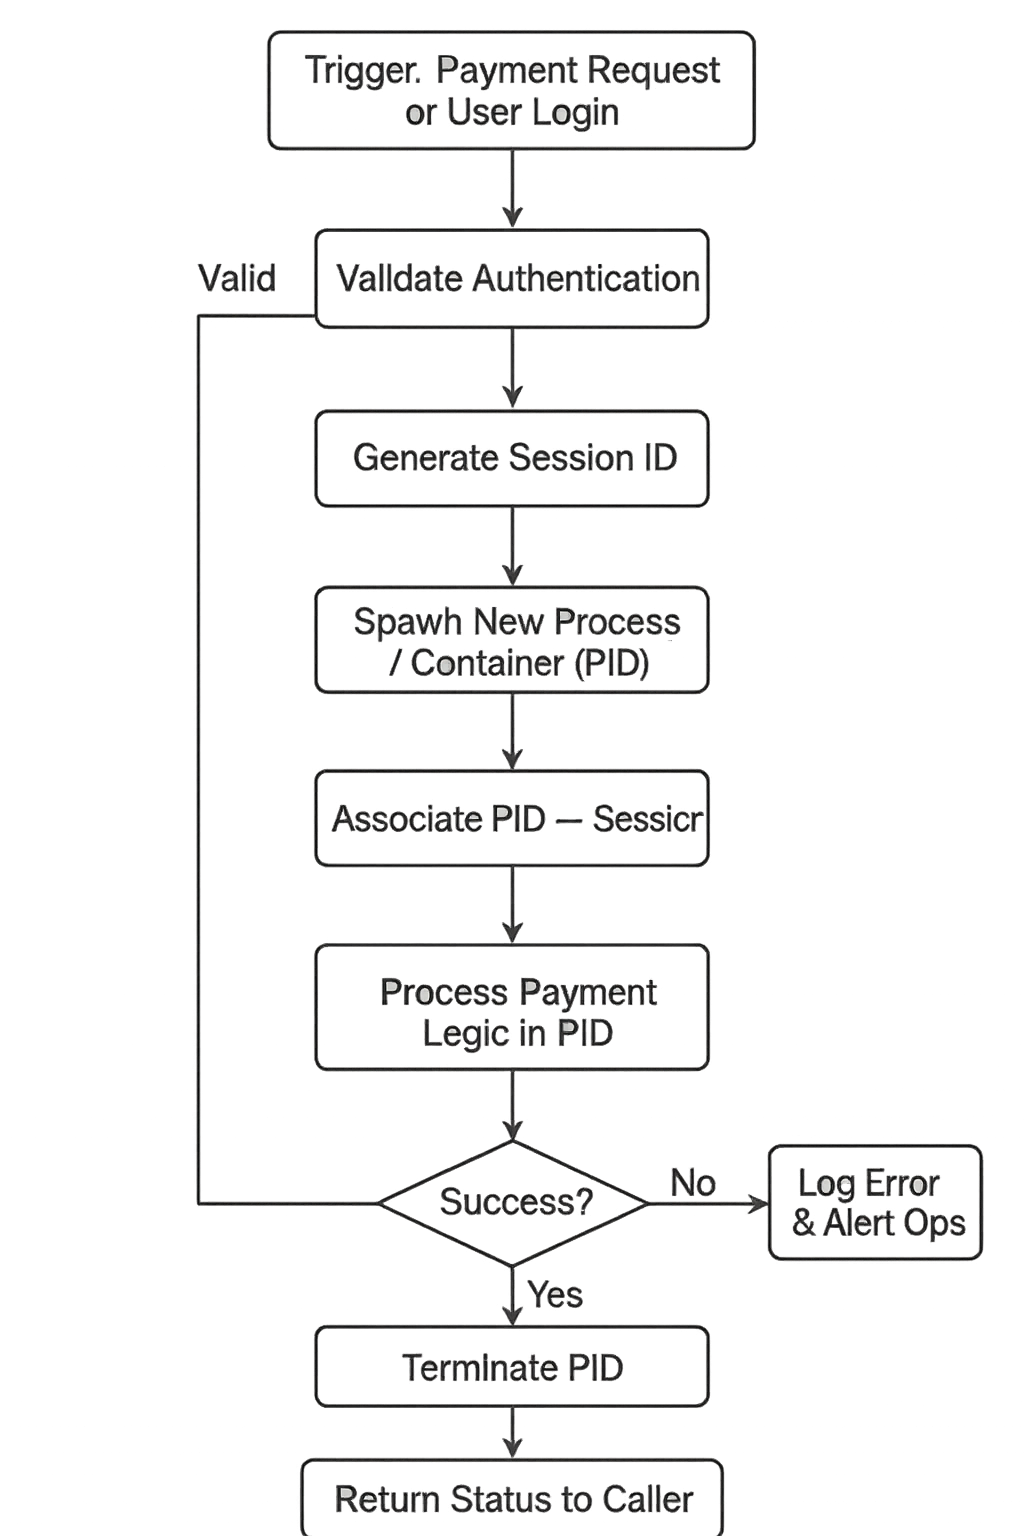 Trigger. Payment Request
or User Login
Valid
Valldate Authentication
Generate Session ID
Spawh New Process
/ Container (PID)
Associate PID — Sessicr
Process Payment
Legic in PID
Success?
No
Log Error
& Alert Ops
Yes
Terminate PID
Return Status to Caller